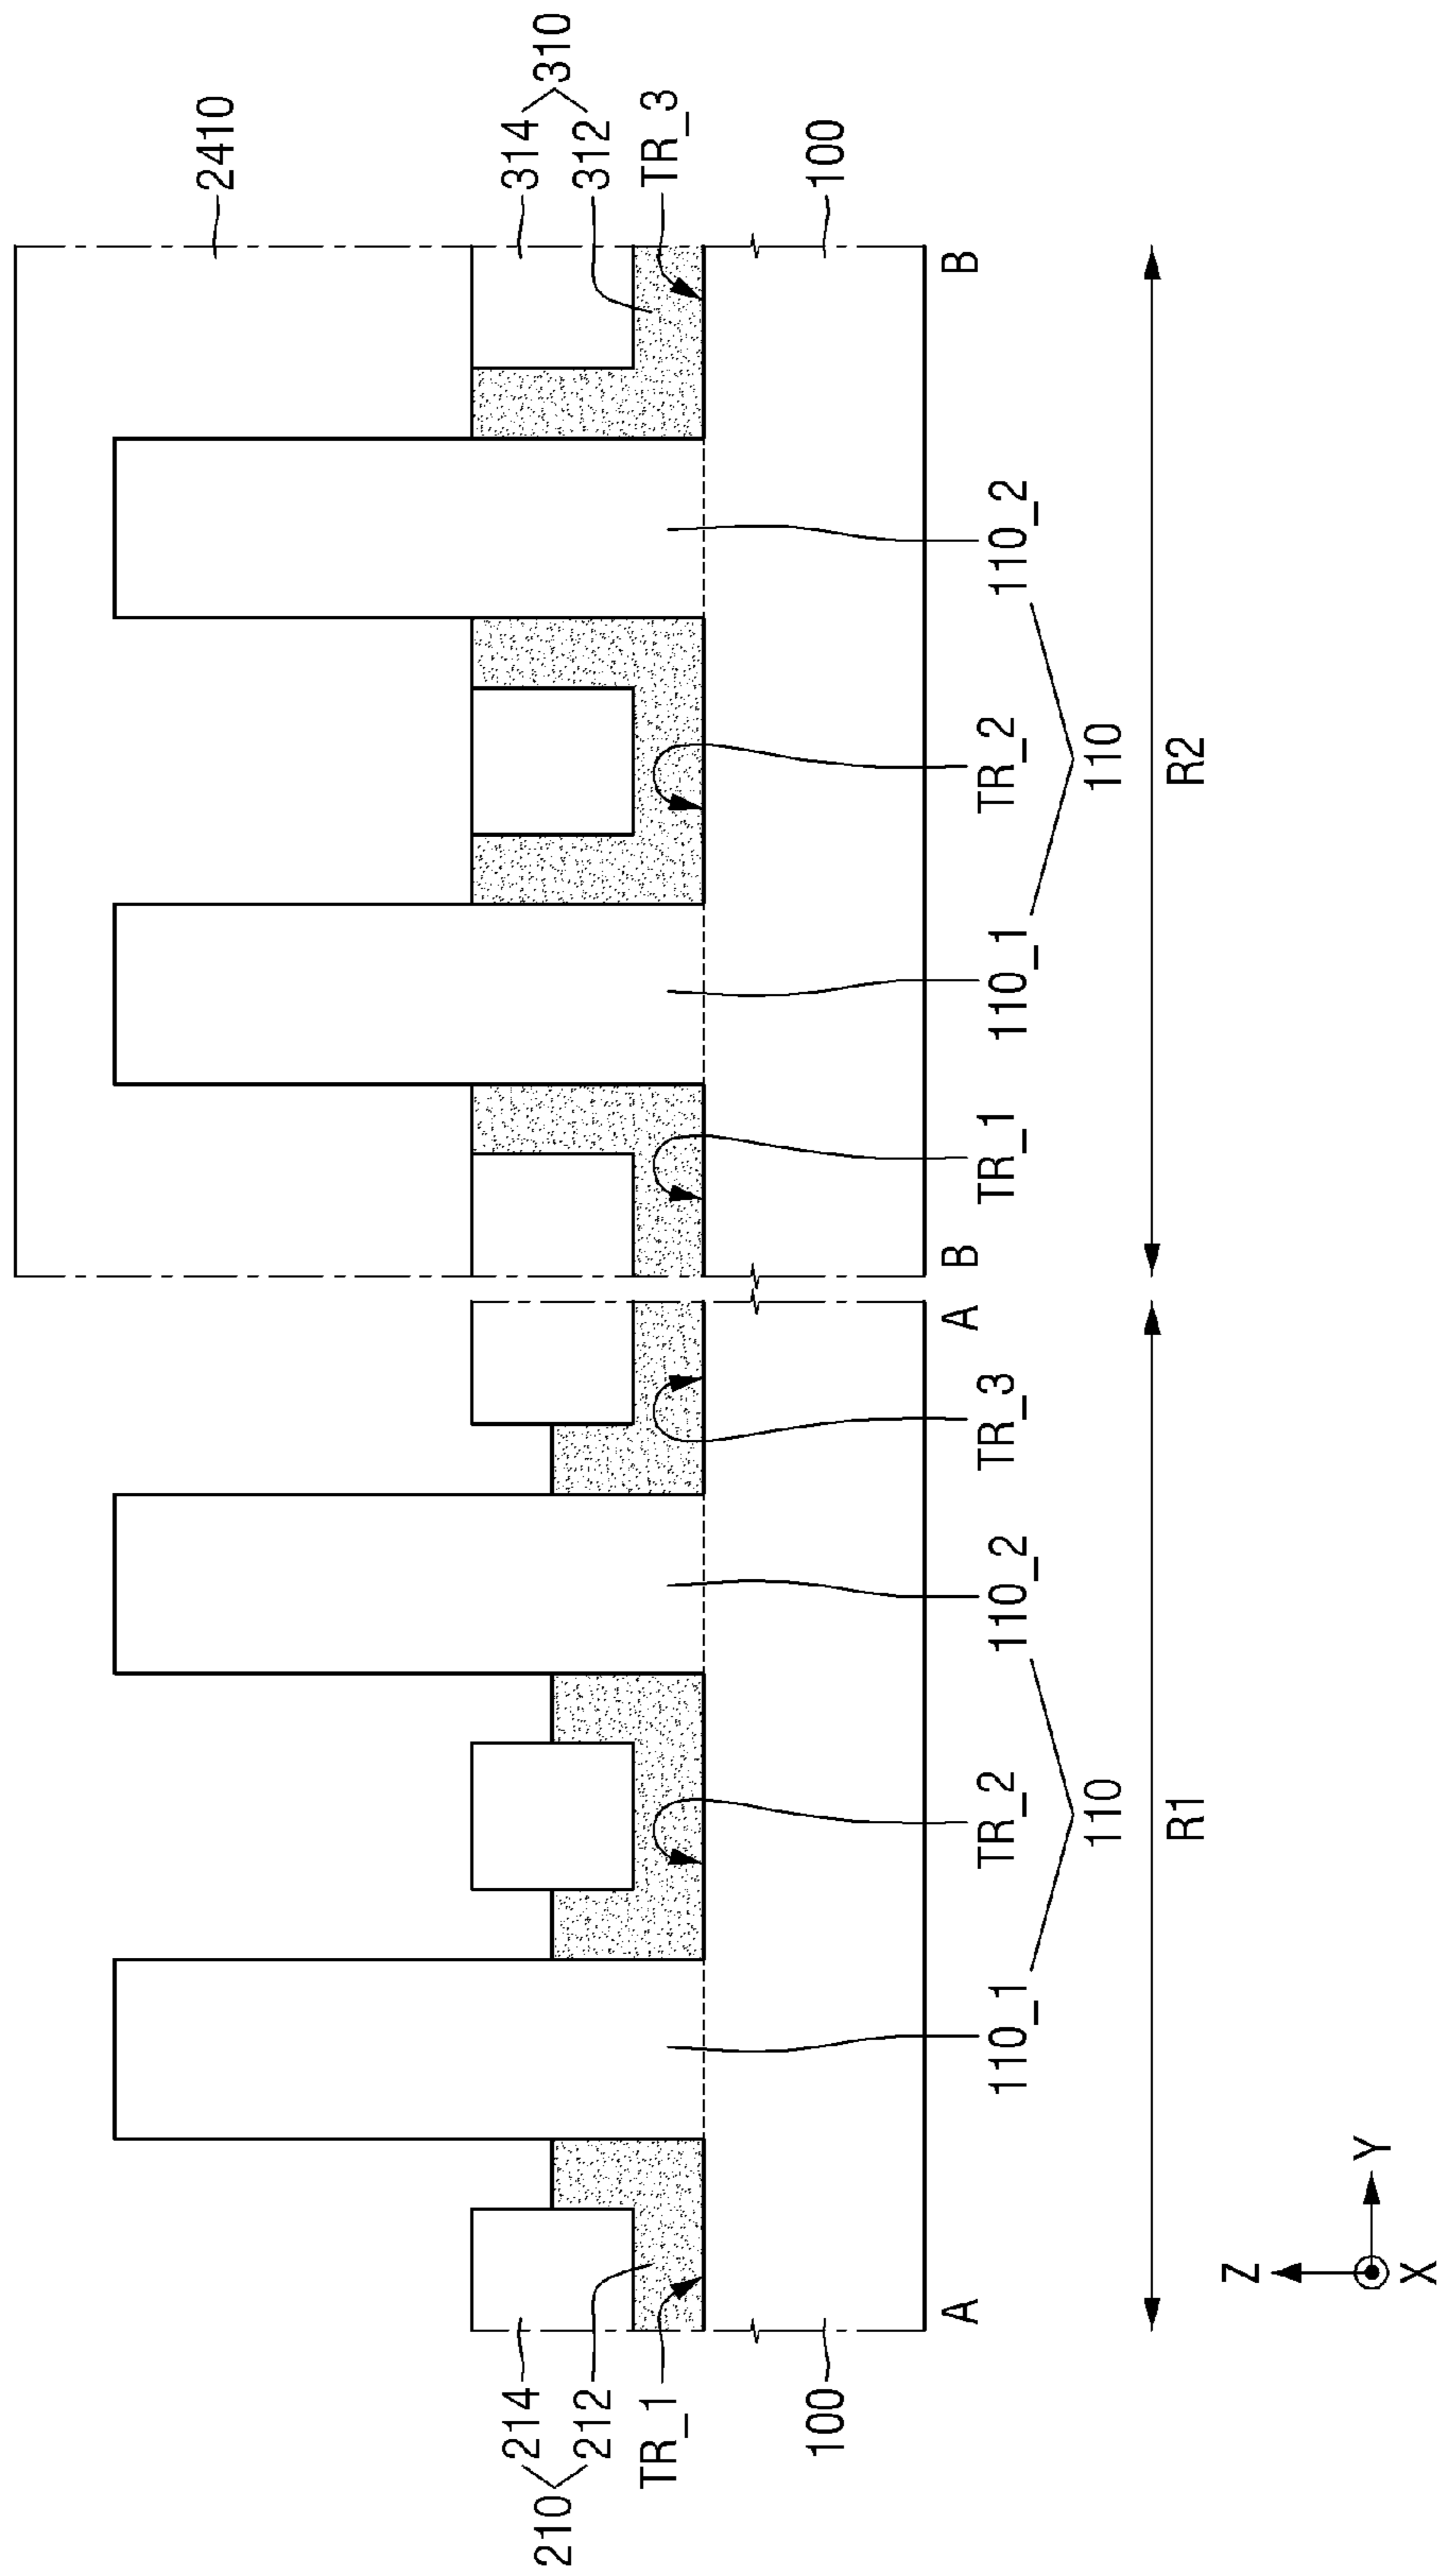 2410
214 314
210 310
212 312
TR_1 TR_3
100 100
A A B B
110_1 TR_2 110_2 TR_3 TR_1 110_1 TR_2 110_2
110 110
R1 R2
Z
Y
X